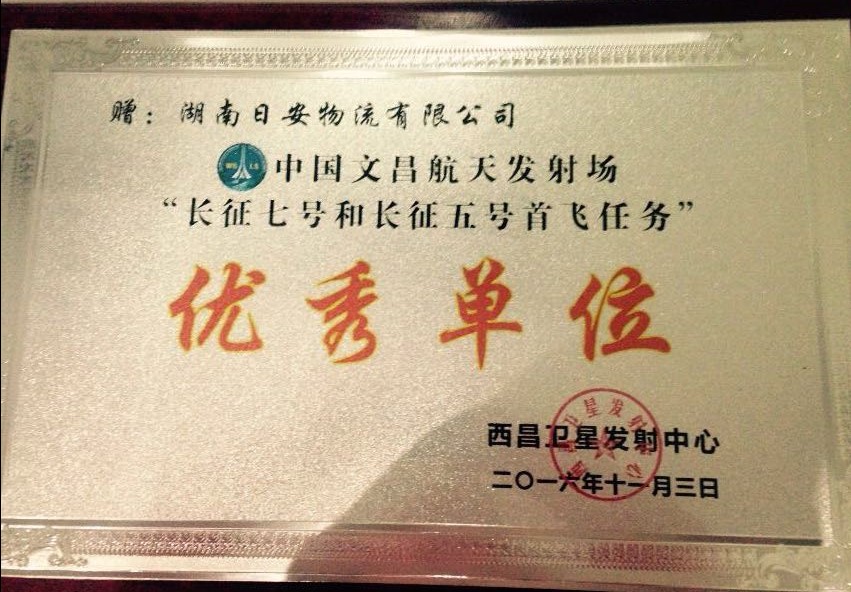 赠：湖南日安物流有限公司
中国文昌航天发射场
“长征七号和长征五号首飞任务”
优秀单位
西昌卫星发射中心
二〇一六年十一月三日